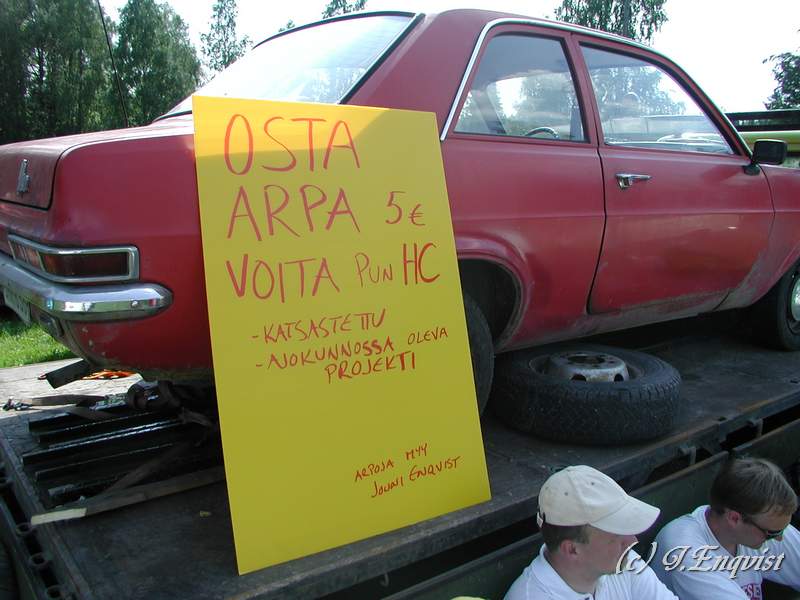 OSTA
ARPA 5€
VOITA PUN HC
- KATSASTETTU
- AJOKUNNOSSA OLEVA
PROJEKTI
ARPOJA MYY
JOUNI ENQVIST
(c) T.Enqvist